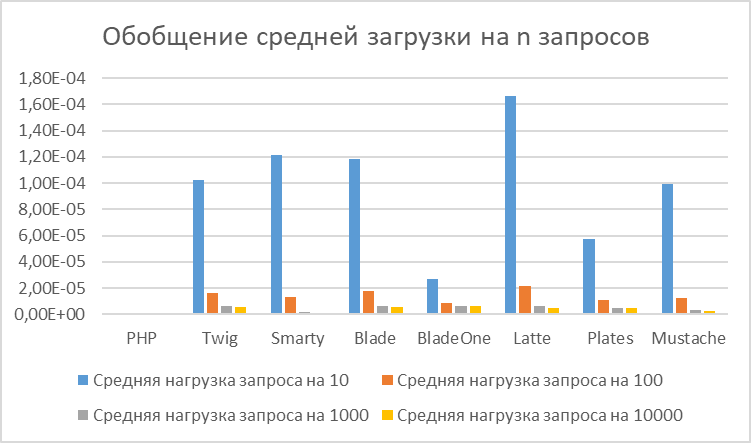 Обобщение средней загрузки на n запросов
1,80E-04
1,60E-04
1,40E-04
1,20E-04
1,00E-04
8,00E-05
6,00E-05
4,00E-05
2,00E-05
0,00E+00
PHP Twig Smarty Blade BladeOne Latte Plates Mustache
Средняя нагрузка запроса на 10 Средняя нагрузка запроса на 100
Средняя нагрузка запроса на 1000 Средняя нагрузка запроса на 10000